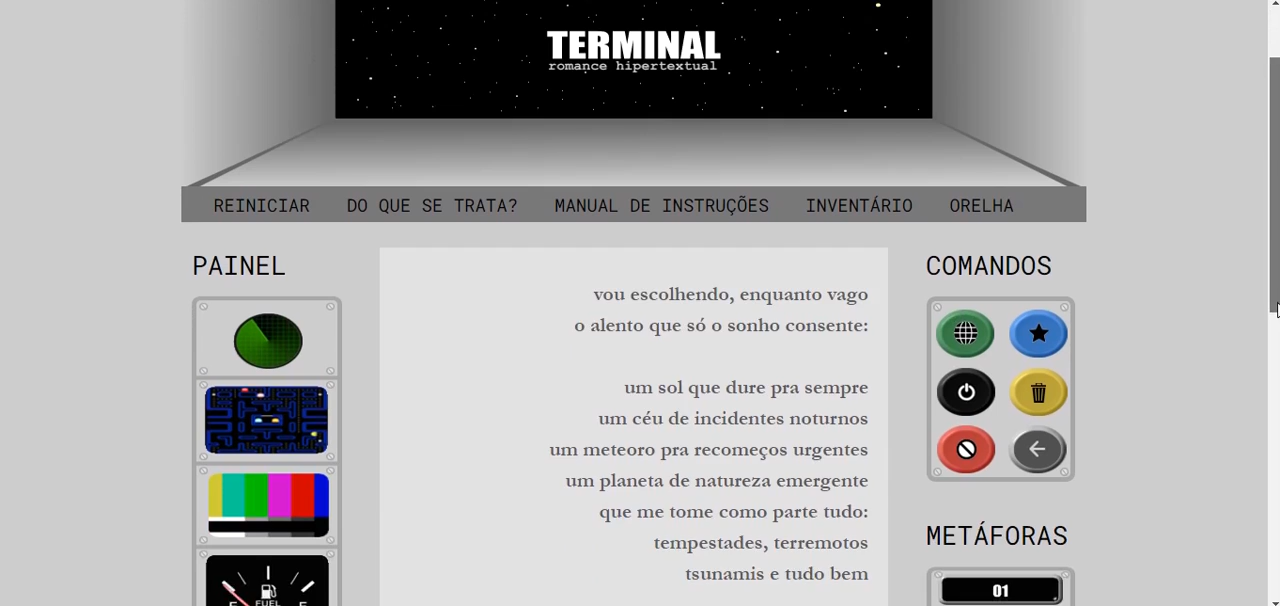 TERMINAL
romance hipertextual
REINICIAR DO QUE SE TRATA? MANUAL DE INSTRUÇÕES INVENTÁRIO ORELHA
PAINEL
FUEL
vou escolhendo, enquanto vago
o alento que só o sonho consente:
um sol que dure pra sempre
um céu de incidentes noturnos
um meteoro pra recomeços urgentes
um planeta de natureza emergente
que me tome como parte tudo:
tempestades, terremotos
tsunamis e tudo bem
COMANDOS
METÁFORAS
01